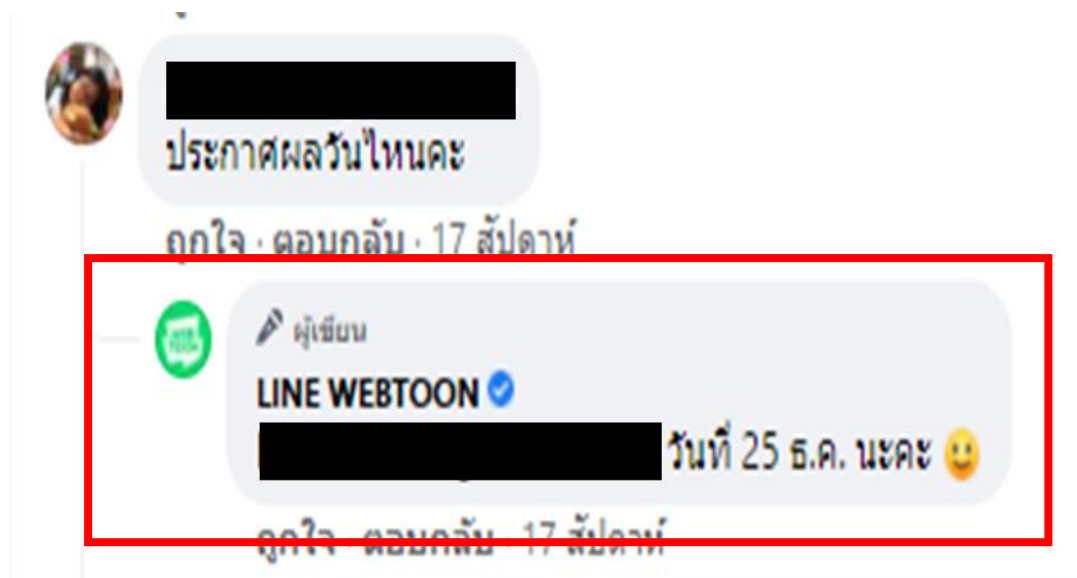 ประกาศผลวันไหนคะ
ถูกใจ · ตอบกลับ · 17 สัปดาห์
ผู้เขียน
WEB
TOON
LINE WEBTOON
วันที่ 25 ธ.ค. นะคะ
ถูกใจ · ตอบกลับ · 17 สัปดาห์